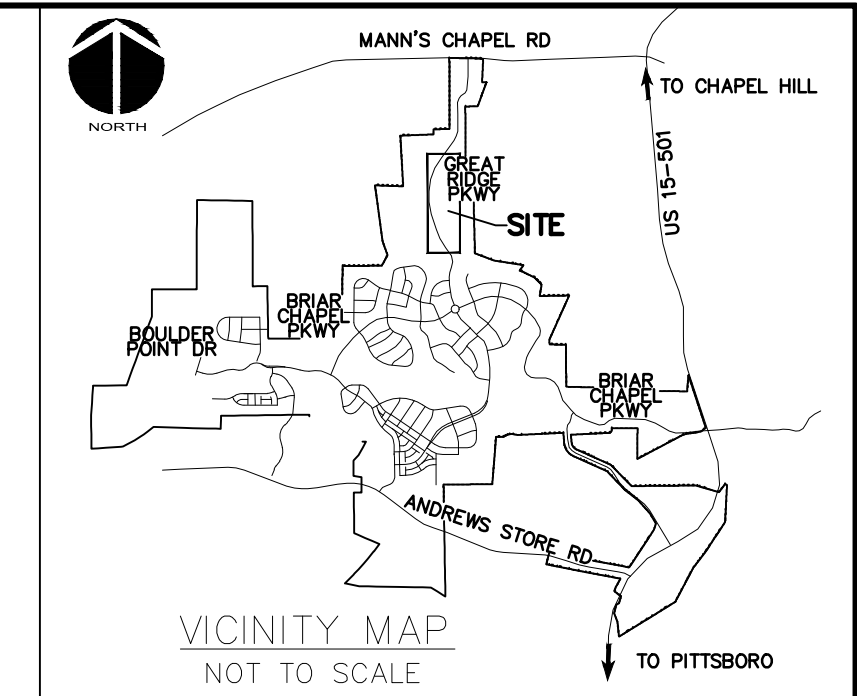 MANN'S CHAPEL RD
TO CHAPEL HILL
NORTH
US 15-501
GREAT
RIDGE
PKWY
SITE
BRIAR
CHAPEL
PKWY
BOULDER
POINT DR
BRIAR
CHAPEL
PKWY
ANDREWS STORE RD
VICINITY MAP
NOT TO SCALE
TO PITTSBORO